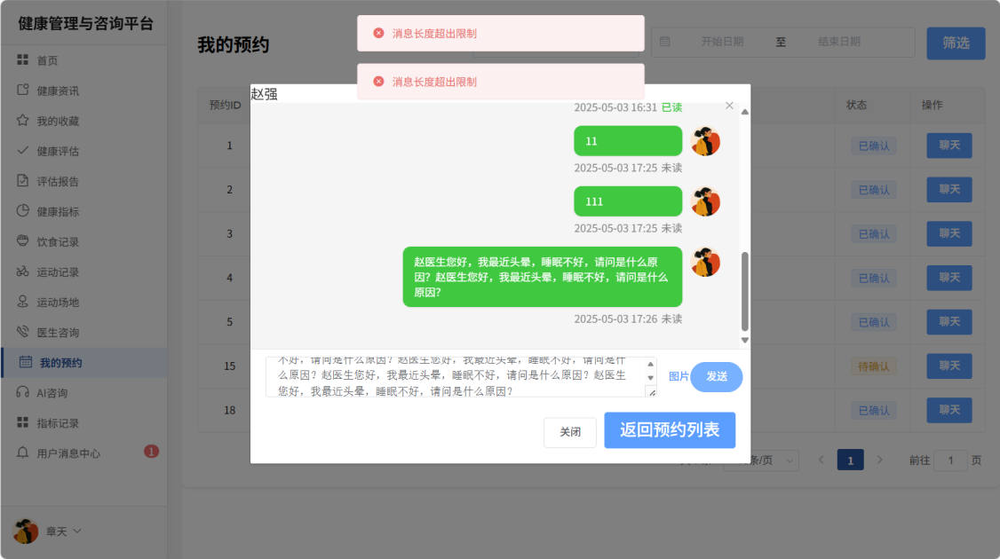 健康管理与咨询平台
首页
健康资讯
我的收藏
健康评估
评估报告
健康指标
饮食记录
运动记录
运动场地
医生咨询
我的预约
AI咨询
指标记录
用户消息中心 1
章天
消息长度超出限制
消息长度超出限制
我的预约
开始日期 至 结束日期 筛选
预约ID 状态 操作
1 已确认 聊天
2 已确认 聊天
3 已确认 聊天
4 已确认 聊天
5 已确认 聊天
15 待确认 聊天
18 已确认 聊天
条/页 1 前往 1 页
赵强
2025-05-03 16:31 已读
11
2025-05-03 17:25 未读
111
2025-05-03 17:25 未读
赵医生您好，我最近头晕，睡眠不好，请问是什么原
因？赵医生您好，我最近头晕，睡眠不好，请问是什么
原因？
2025-05-03 17:26 未读
不好，请问是什么原因？赵医生您好，我最近头晕，睡眠不好，请问是什
么原因？赵医生您好，我最近头晕，睡眠不好，请问是什么原因？赵医生
您好，我最近头晕，睡眠不好，请问是什么原因？
图片 发送
关闭 返回预约列表